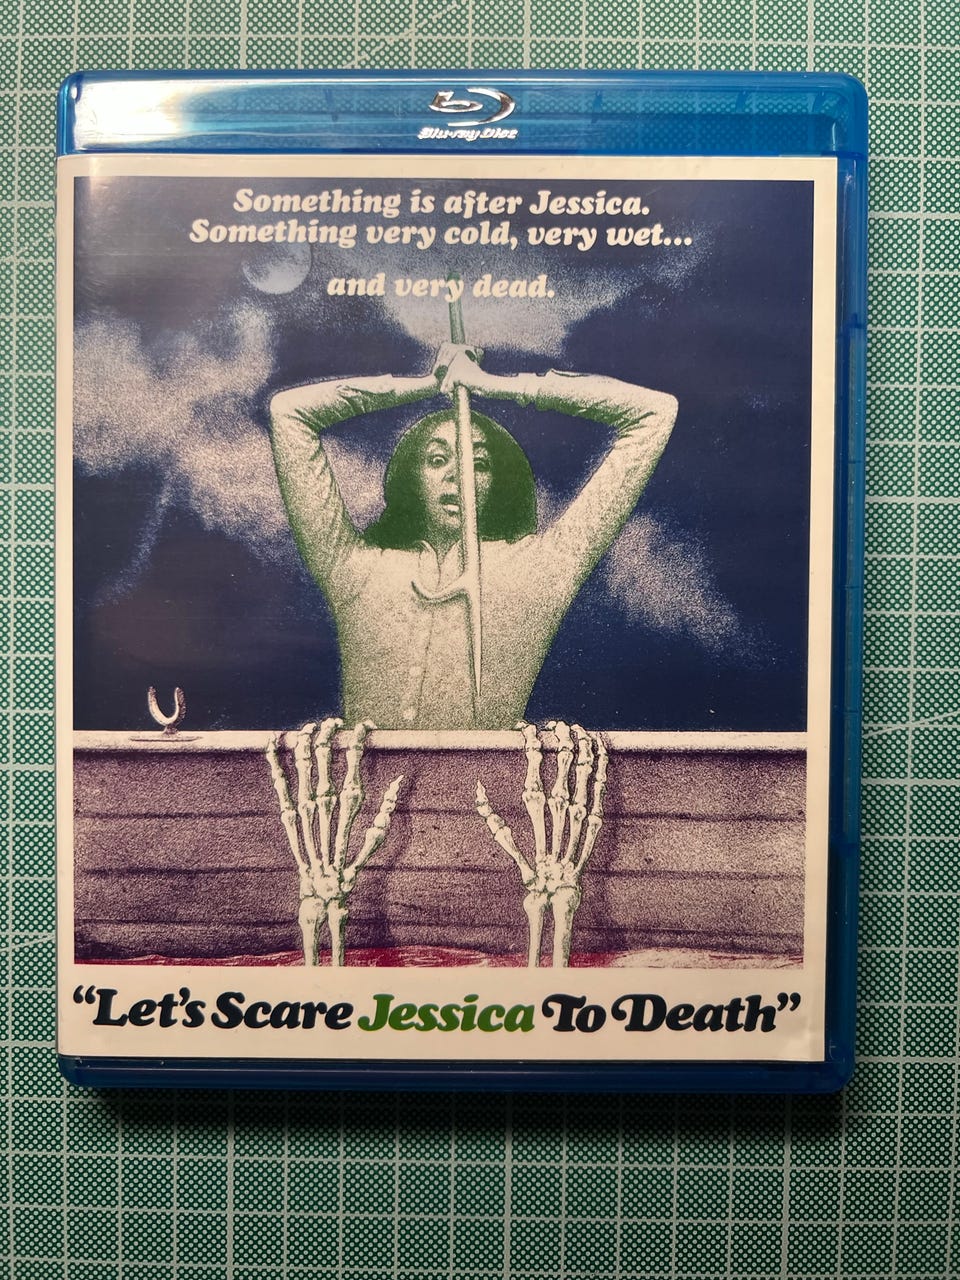 Blu-ray Disc
Something is after Jessica.
Something very cold, very wet...
and very dead.
“Let’s Scare Jessica To Death”